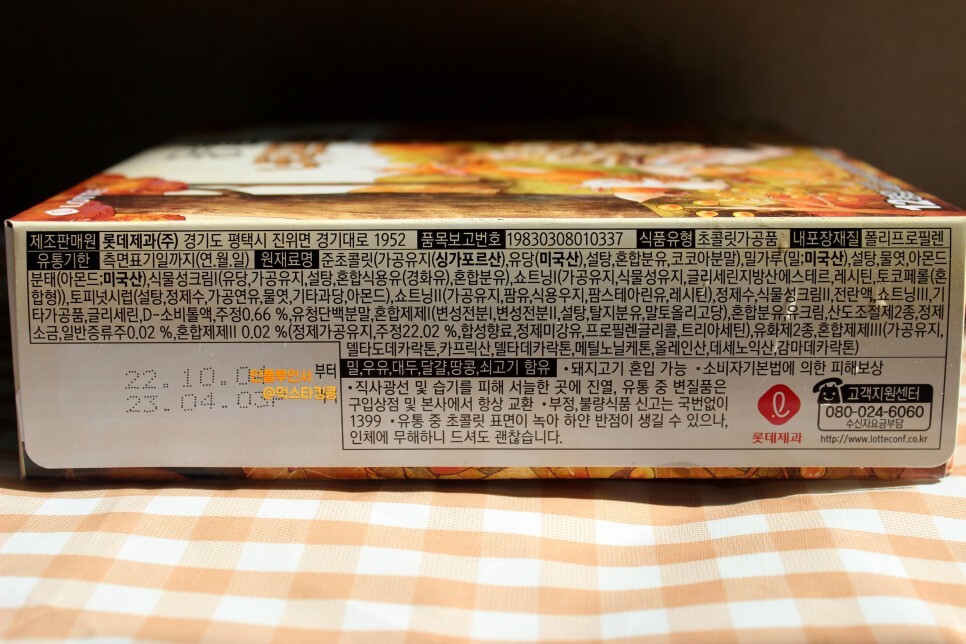 제조판매원 롯데제과(주) 경기도 평택시 진위면 경기대로 1952 품목보고번호 19830308010337 식품유형 초콜릿가공품 내포장재질 폴리프로필렌
유통기한 측면표기일까지(연.월.일) 원재료명 준초콜릿(가공유지(싱가포르산),유당(미국산),설탕,혼합분유,코코아분말),밀가루(밀:미국산),설탕,물엿,아몬드
분태(아몬드:미국산),식물성크림I(유당,가공유지,설탕,혼합식용유(경화유),혼합분유),쇼트닝I(가공유지,식물성유지,글리세린지방산에스테르,레시틴,토코페롤(혼
합형)),토피넛시럽(설탕,정제수,가공연유,물엿,기타과당,아몬드),쇼트닝II(가공유지,팜유,식용우지,팜스테아린유,레시틴),정제수,식물성크림II,전란액,쇼트닝III,기
타가공품,글리세린,D-소비톨액,주정0.66 %,유청단백분말,혼합제제I(변성전분I,변성전분II,설탕,탈지분유,말토올리고당),혼합분유,유크림,산도조절제2종,정제
소금,일반증류주0.02 %,혼합제제II 0.02 %(정제가공유지,주정22.02 %,합성향료,정제미강유,프로필렌글리콜,트리아세틴),유화제2종,혼합제제III(가공유지,
델타도데카락톤,카프릭산,델타데카락톤,메틸노닐케톤,올레인산,데세노익산,감마데카락톤)
밀,우유,대두,달걀,땅콩,쇠고기 함유 •돼지고기 혼입 가능 •소비자기본법에 의한 피해보상
•직사광선 및 습기를 피해 서늘한 곳에 진열, 유통 중 변질품은
구입상점 및 본사에서 항상 교환 •부정,불량식품 신고는 국번없이
1399 •유통 중 초콜릿 표면이 녹아 하얀 반점이 생길 수 있으나,
인체에 무해하니 드셔도 괜찮습니다.
22.10.0 부터
23.04.03
인플루언서
@믹스타킹콩
롯데제과
고객지원센터
080-024-6060
수신자요금부담
http://www.lotteconf.co.kr